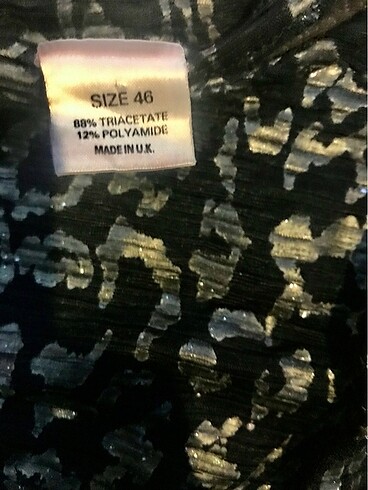 SIZE 46
88% TRIACETATE
12% POLYAMIDE
MADE IN U.K.